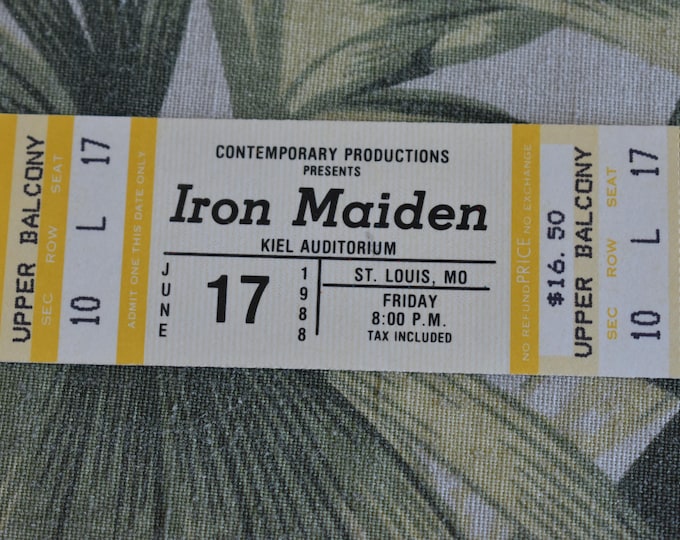 UPPER BALCONY
SEC ROW SEAT
10 L 17
ADMIT ONE THIS DATE ONLY
CONTEMPORARY PRODUCTIONS
PRESENTS
Iron Maiden
KIEL AUDITORIUM
JUNE
17
1988
ST. LOUIS, MO
FRIDAY
8:00 P.M.
TAX INCLUDED
NO REFUND PRICE NO EXCHANGE
$16.50
UPPER BALCONY
SEC ROW SEAT
10 L 17